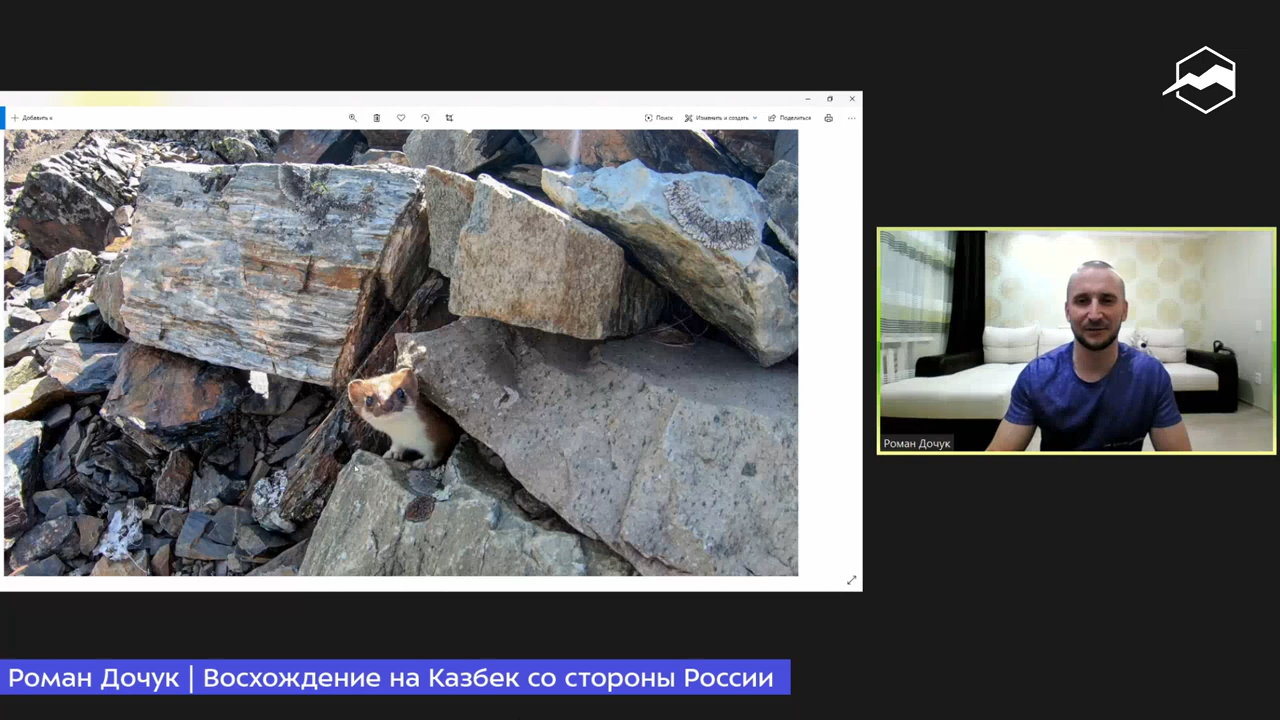 Добавить к
Поиск
Изменить и создать
Поделиться
Роман Дочук
Роман Дочук | Восхождение на Казбек со стороны России